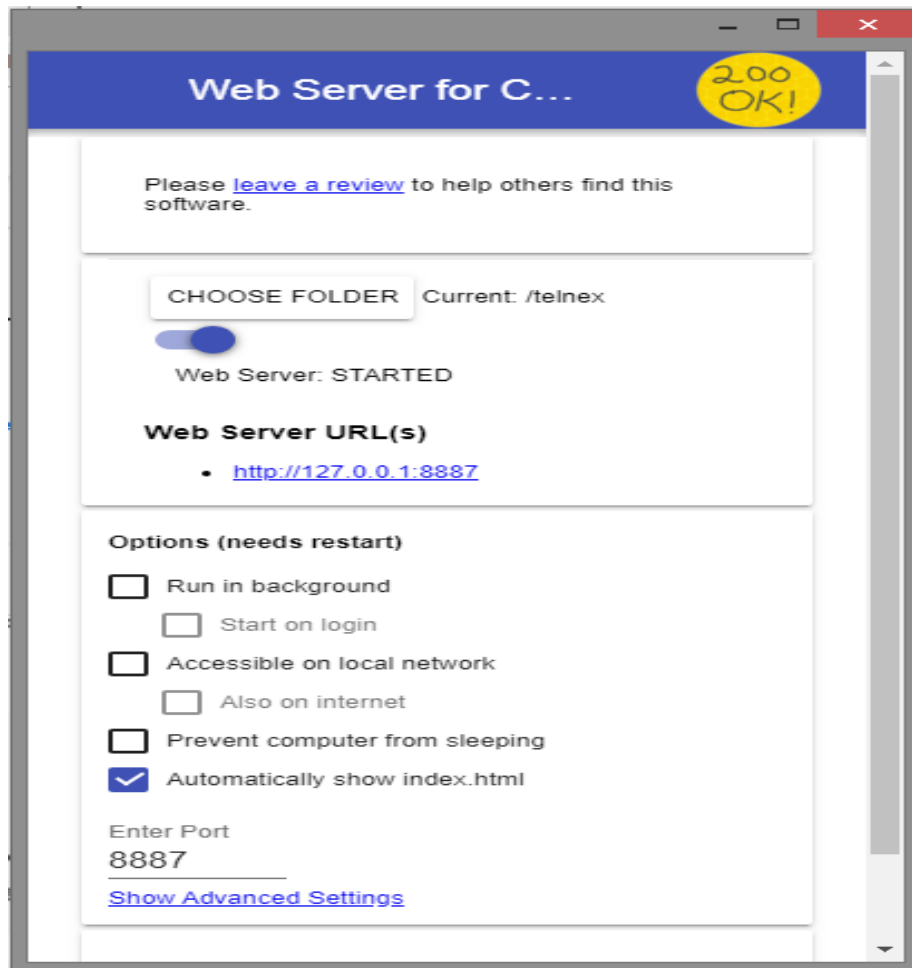 Web Server for C...
200
OK!
Please leave a review to help others find this
software.
CHOOSE FOLDER Current: /telnex
Web Server: STARTED
Web Server URL(s)
• http://127.0.0.1:8887
Options (needs restart)
Run in background
Start on login
Accessible on local network
Also on internet
Prevent computer from sleeping
Automatically show index.html
Enter Port
8887
Show Advanced Settings